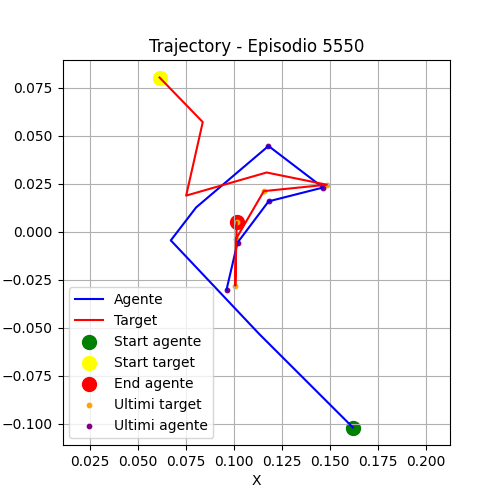 Trajectory - Episodio 5550
0.075
0.050
0.025
0.000
−0.025
−0.050
−0.075
−0.100
Agente
Target
Start agente
Start target
End agente
Ultimi target
Ultimi agente
0.025 0.050 0.075 0.100 0.125 0.150 0.175 0.200
X